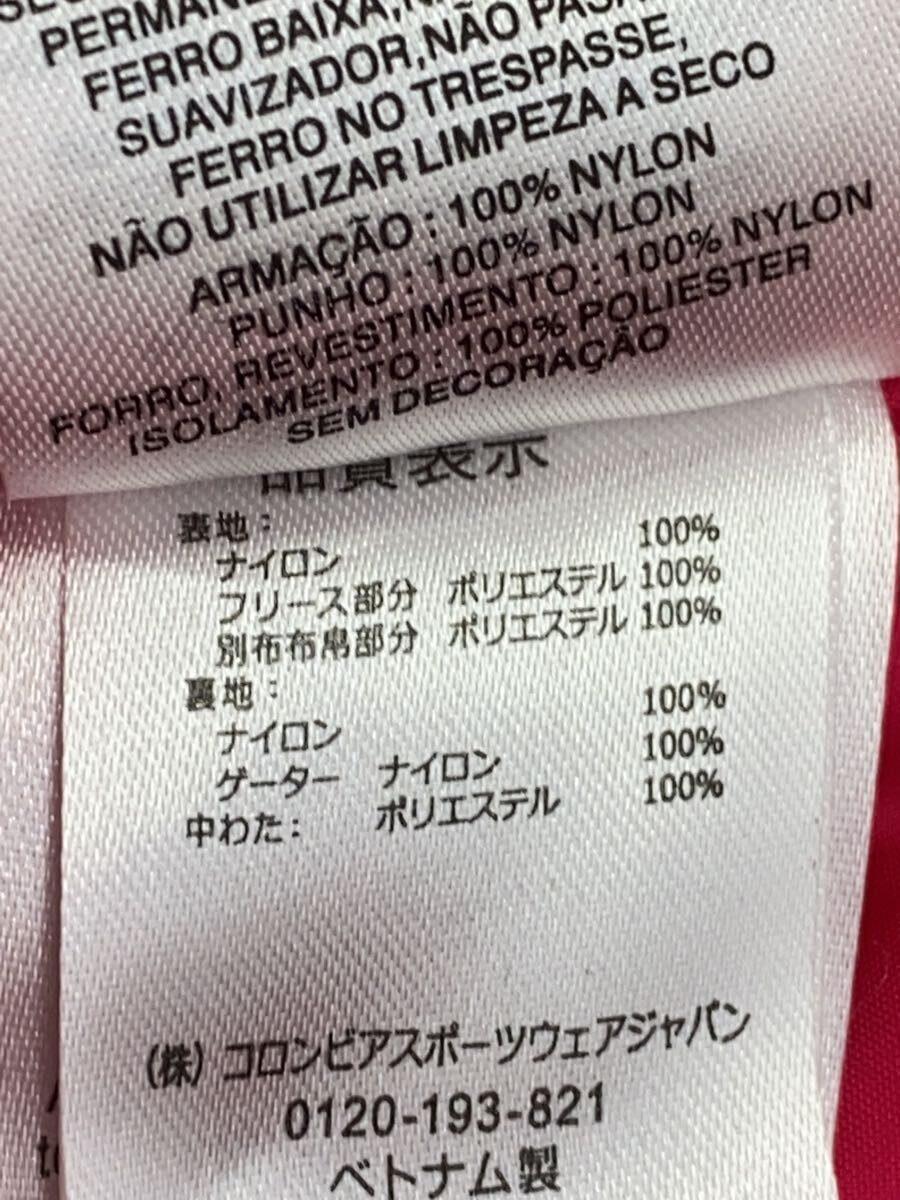 PERMAN
FERRO BAIXA,
SUAVIZADOR,NÃO
FERRO NO TRESPASSE,
NÃO UTILIZAR LIMPEZA A SECO
ARMAÇÃO : 100% NYLON
PUNHO : 100% NYLON
FORRO, REVESTIMENTO : 100% NYLON
ISOLAMENTO : 100% POLIESTER
SEM DECORAÇÃO
品質表示
表地:
ナイロン 100%
フリース部分 ポリエステル 100%
別布布帛部分 ポリエステル 100%
裏地:
ナイロン 100%
ゲーター ナイロン 100%
中わた: ポリエステル 100%
(株) コロンビアスポーツウェアジャパン
0120-193-821
ベトナム製